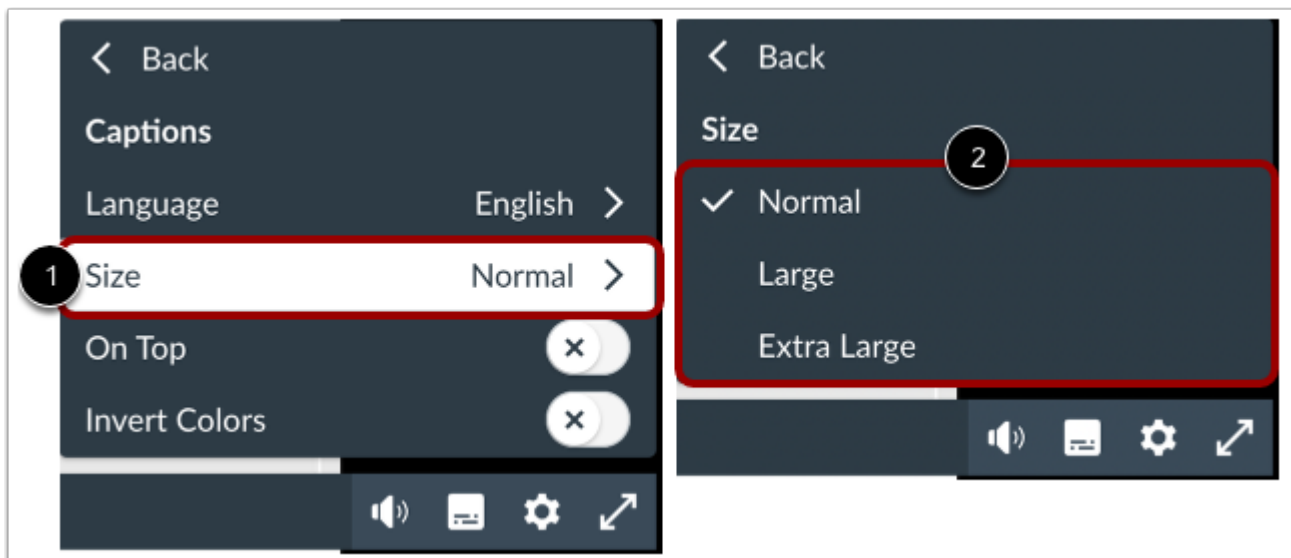 Back
Captions
Language English
1 Size Normal
On Top
Invert Colors
Back
Size
2
Normal
Large
Extra Large